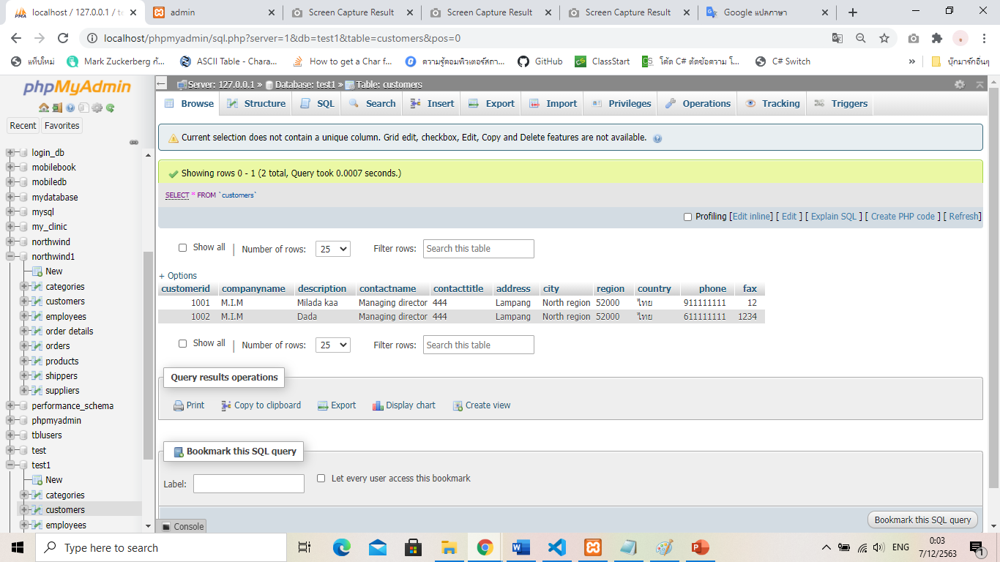 localhost / 127.0.0.1 / te
admin
Screen Capture Result
Screen Capture Result
Screen Capture Result
Google แปลภาษา
localhost/phpmyadmin/sql.php?server=1&db=test1&table=customers&pos=0
แท็บใหม่
Mark Zuckerberg ก้...
ASCII Table - Chara...
How to get a Char f...
ความรู้คอมพิวเตอร์สถา...
GitHub
ClassStart
โค้ด C# ตัดข้อความ โ...
C# Switch
»
บุ๊กมาร์กอื่นๆ
phpMyAdmin
Recent
Favorites
login_db
mobilebook
mobiledb
mydatabase
mysql
my_clinic
northwind
northwind1
New
categories
customers
employees
order details
orders
products
shippers
suppliers
performance_schema
phpmyadmin
tblusers
test
test1
New
categories
customers
employees
Server: 127.0.0.1 » Database: test1 » Table: customers
Browse
Structure
SQL
Search
Insert
Export
Import
Privileges
Operations
Tracking
Triggers
Current selection does not contain a unique column. Grid edit, checkbox, Edit, Copy and Delete features are not available.
Showing rows 0 - 1 (2 total, Query took 0.0007 seconds.)
SELECT * FROM `customers`
Profiling [Edit inline] [ Edit ] [ Explain SQL ] [ Create PHP code ] [ Refresh]
Show all | Number of rows: 25 Filter rows: Search this table
+ Options
customerid companyname description contactname contacttitle address city region country phone fax
1001 M.I.M Milada kaa Managing director 444 Lampang North region 52000 ไทย 911111111 12
1002 M.I.M Dada Managing director 444 Lampang North region 52000 ไทย 611111111 1234
Show all | Number of rows: 25 Filter rows: Search this table
Query results operations
Print
Copy to clipboard
Export
Display chart
Create view
Bookmark this SQL query
Label:
Let every user access this bookmark
Bookmark this SQL query
Console
Type here to search
ENG
0:03
7/12/2563
1